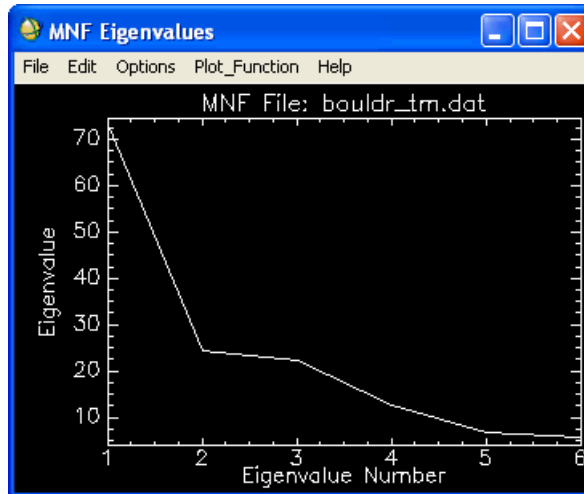 MNF Eigenvalues
File Edit Options Plot_Function Help
MNF File: bouldr_tm.dat
70
60
50
40
30
20
10
Eigenvalue
1 2 3 4 5 6
Eigenvalue Number